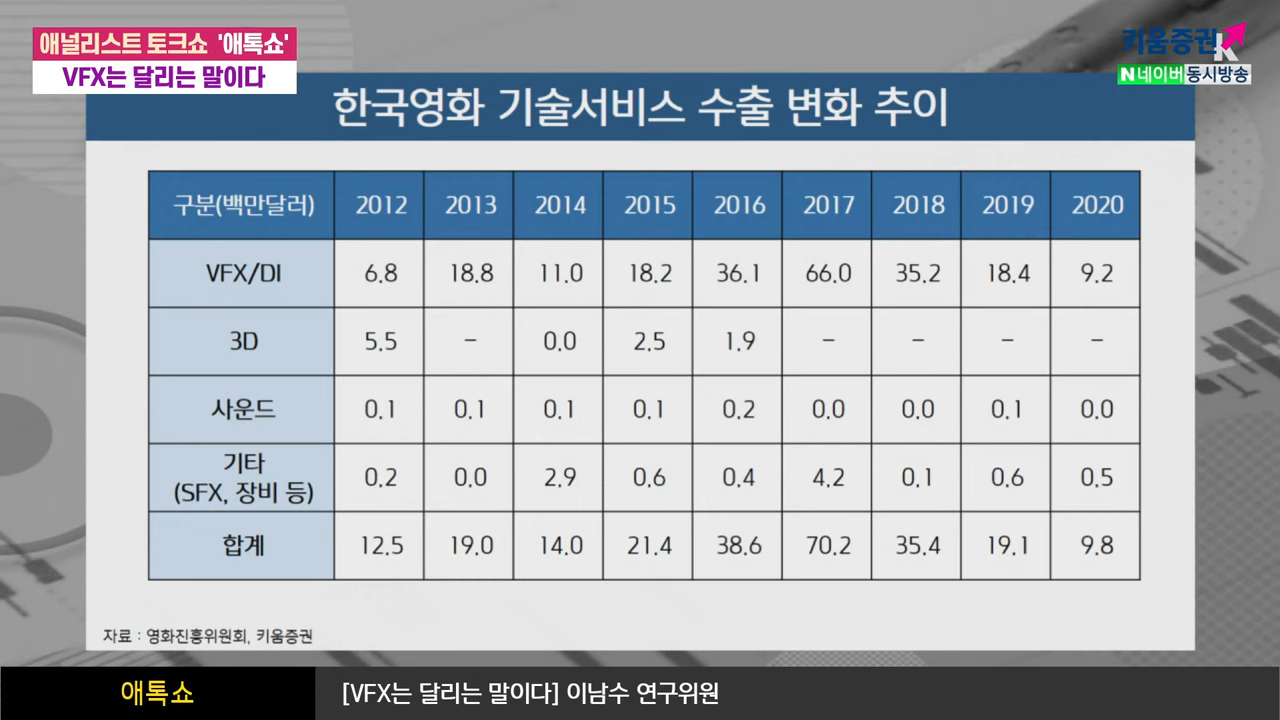 애널리스트 토크쇼 '애톡쇼'
VFX는 달리는 말이다
키움증권K
N 네이버 동시방송
한국영화 기술서비스 수출 변화 추이
구분(백만달러) 2012 2013 2014 2015 2016 2017 2018 2019 2020
VFX/DI 6.8 18.8 11.0 18.2 36.1 66.0 35.2 18.4 9.2
3D 5.5 - 0.0 2.5 1.9 - - - -
사운드 0.1 0.1 0.1 0.1 0.2 0.0 0.0 0.1 0.0
기타
(SFX, 장비 등) 0.2 0.0 2.9 0.6 0.4 4.2 0.1 0.6 0.5
합계 12.5 19.0 14.0 21.4 38.6 70.2 35.4 19.1 9.8
자료 : 영화진흥위원회, 키움증권
애톡쇼
[VFX는 달리는 말이다] 이남수 연구위원